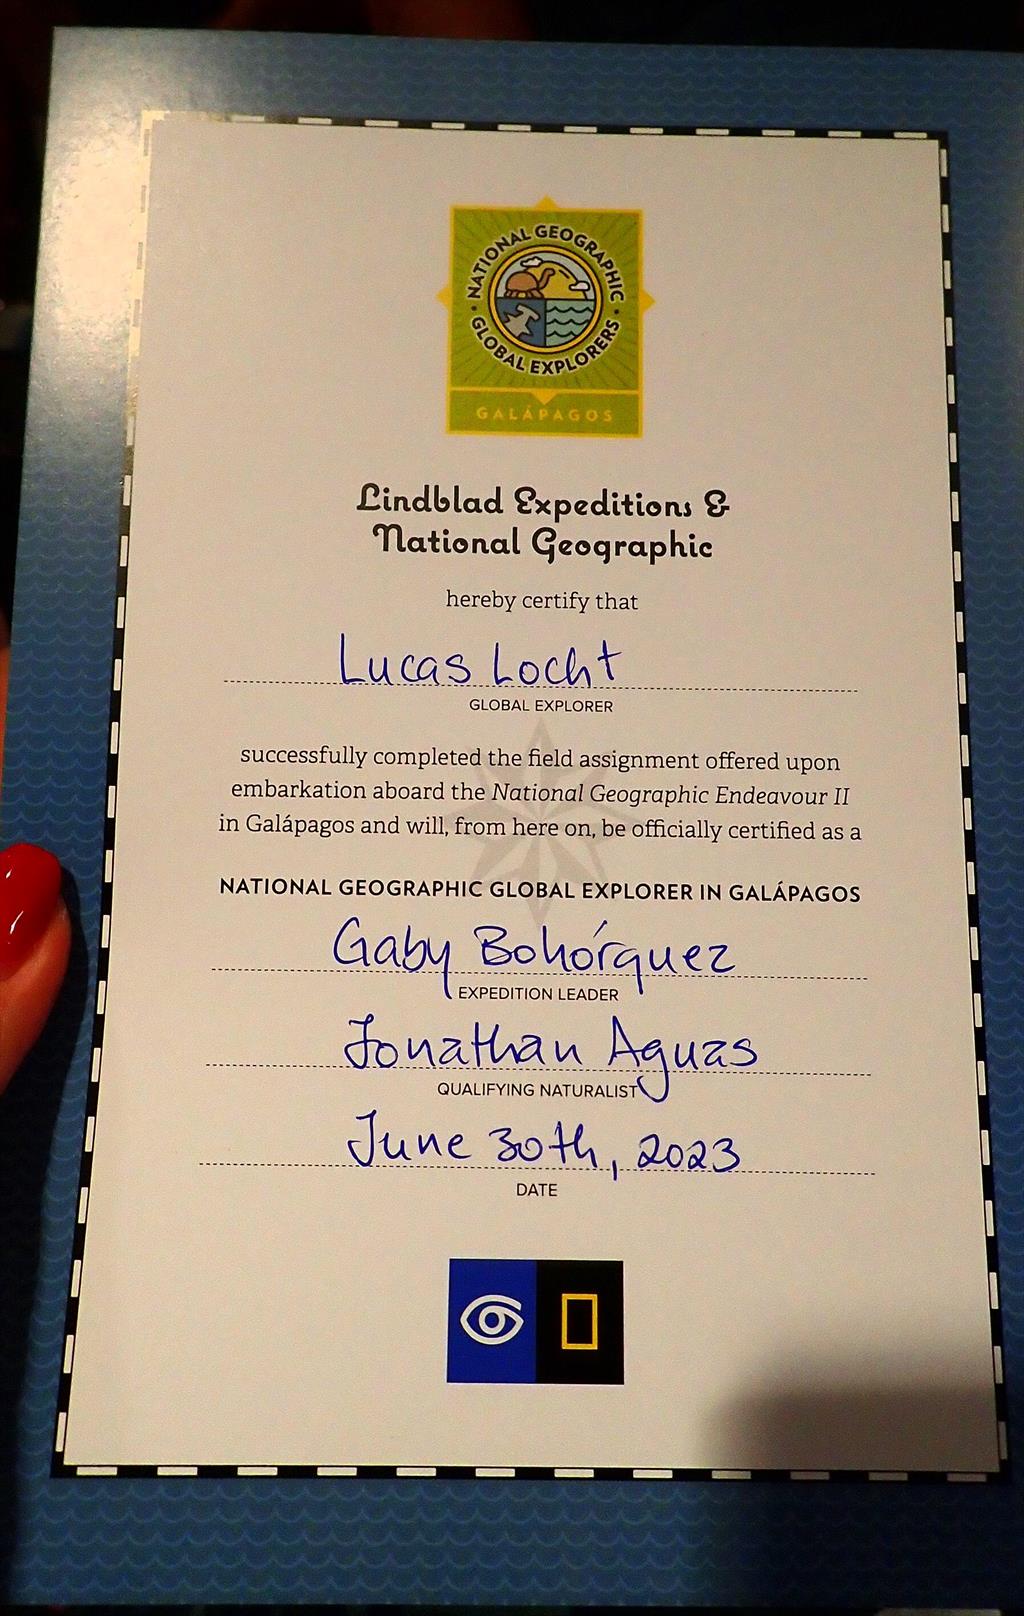 NATIONAL GEOGRAPHIC
GLOBAL EXPLORERS
GALÁPAGOS
Lindblad Expeditions &
National Geographic
hereby certify that
Lucas Locht
GLOBAL EXPLORER
successfully completed the field assignment offered upon
embarkation aboard the National Geographic Endeavour II
in Galápagos and will, from here on, be officially certified as a
NATIONAL GEOGRAPHIC GLOBAL EXPLORER IN GALÁPAGOS
Gaby Bohórquez
EXPEDITION LEADER
Jonathan Aguas
QUALIFYING NATURALIST
June 30th, 2023
DATE